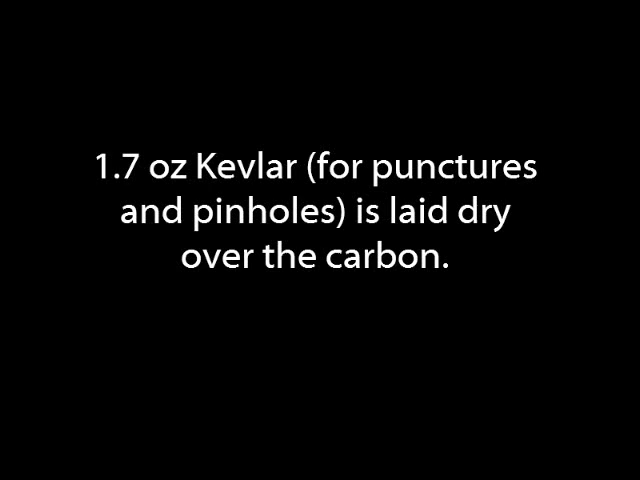 1.7 oz Kevlar (for punctures
and pinholes) is laid dry
over the carbon.